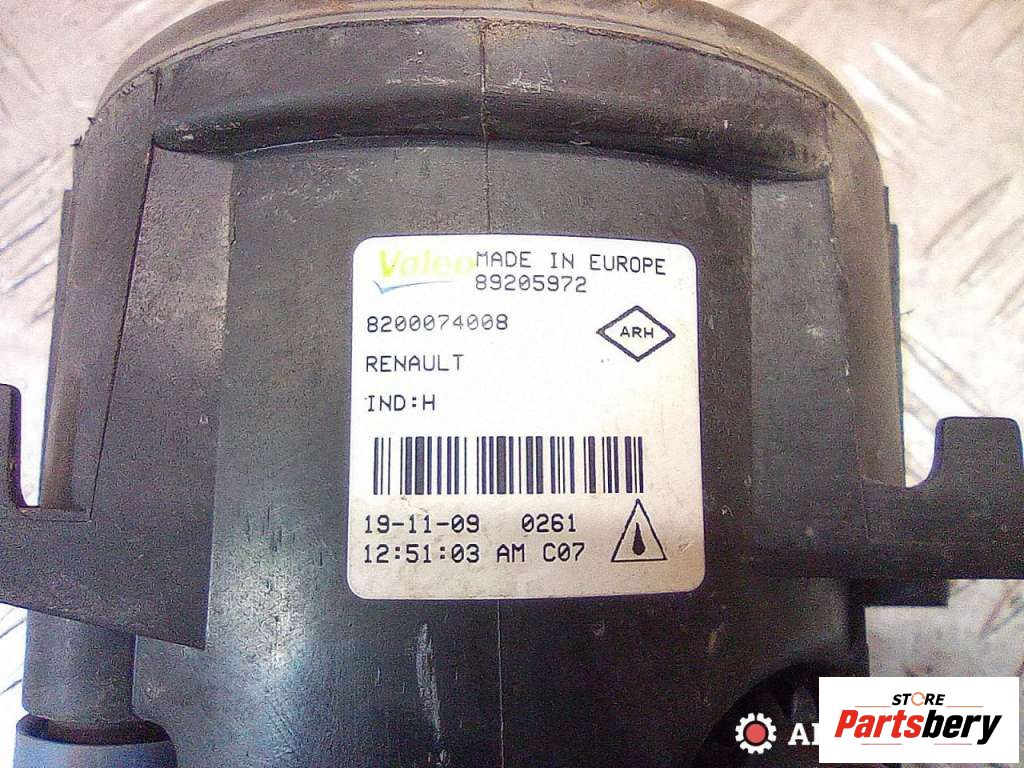 Valeo MADE IN EUROPE
89205972
8200074008
ARH
RENAULT
IND:H
19-11-09 0261
12:51:03 AM C07
STORE
Partsbery